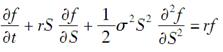 ∂f/∂t + rS ∂f/∂S + 1/2 σ²S² ∂²f/∂S² = rf